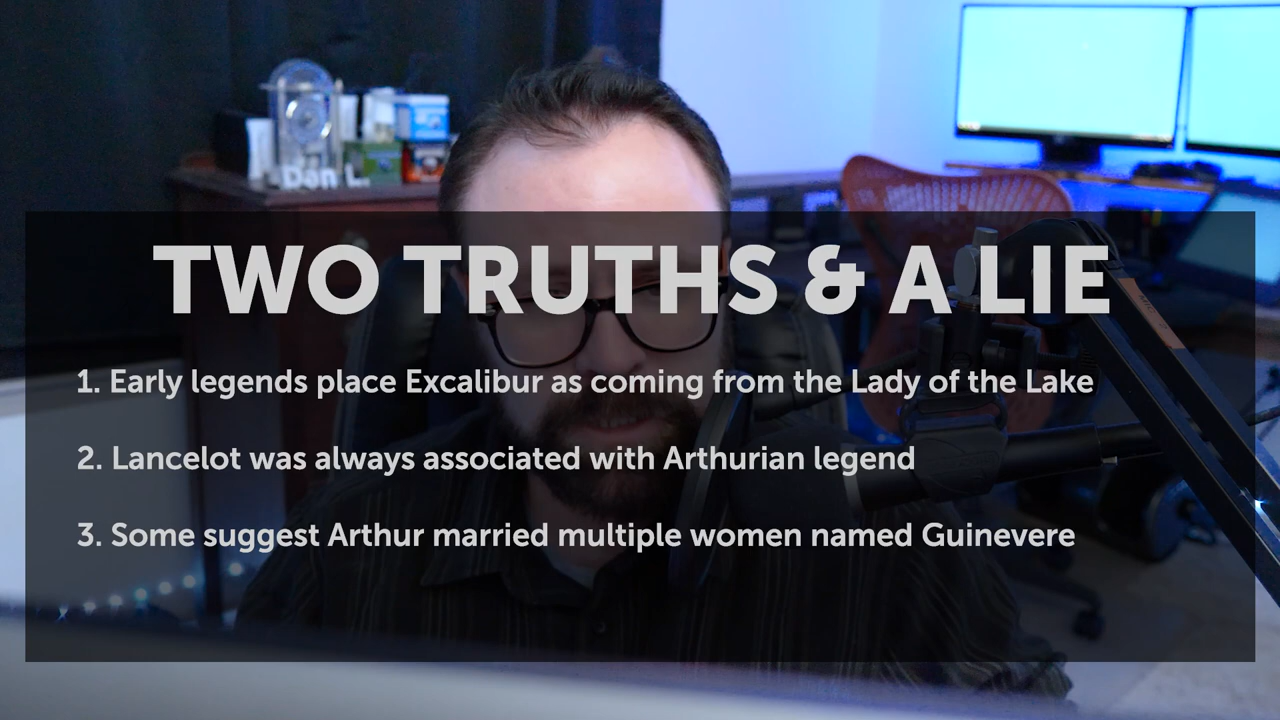 Dan L.
TWO TRUTHS & A LIE
1. Early legends place Excalibur as coming from the Lady of the Lake
2. Lancelot was always associated with Arthurian legend
3. Some suggest Arthur married multiple women named Guinevere